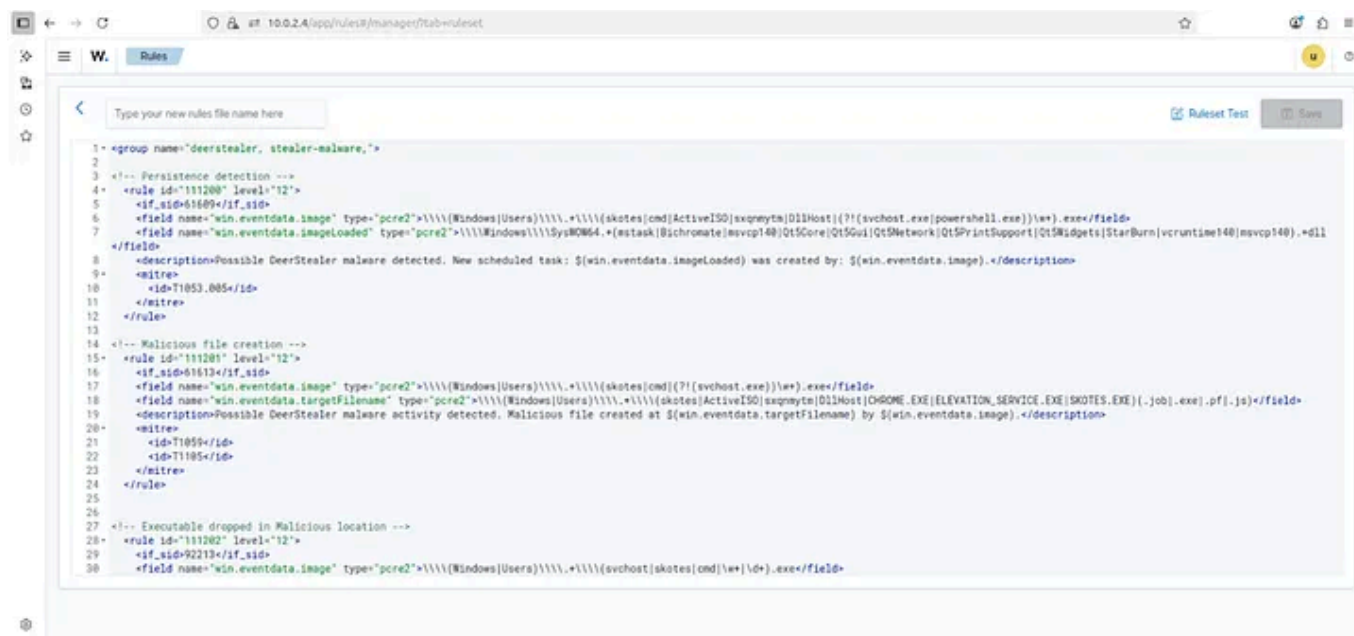 10.0.2.4/app/rules#/manager/?tab=ruleset
W. Rules
u
Type your new rules file name here
Ruleset Test
Save
1 <group name="deerstealer, stealer-malware,">
2
3 <!-- Persistence detection -->
4 <rule id="111200" level="12">
5 <if_sid>61609</if_sid>
6 <field name="win.eventdata.image" type="pcre2">\\\\(Windows|Users)\\\\.+\\\\(skotes|cmd|ActiveISO|sxqnmytm|DllHost|(?!(svchost.exe|powershell.exe))\w+).exe</field>
7 <field name="win.eventdata.imageLoaded" type="pcre2">\\\\Windows\\\\SysWOW64.+(mstask|Bichromate|msvcp140|Qt5Core|Qt5Gui|Qt5Network|Qt5PrintSupport|Qt5Widgets|StarBurn|vcruntime140|msvcp140).+dll
</field>
8 <description>Possible DeerStealer malware detected. New scheduled task: $(win.eventdata.imageLoaded) was created by: $(win.eventdata.image).</description>
9 <mitre>
10 <id>T1053.005</id>
11 </mitre>
12 </rule>
13
14 <!-- Malicious file creation -->
15 <rule id="111201" level="12">
16 <if_sid>61613</if_sid>
17 <field name="win.eventdata.image" type="pcre2">\\\\(Windows|Users)\\\\.+\\\\(skotes|cmd|(?!(svchost.exe))\w+).exe</field>
18 <field name="win.eventdata.targetFilename" type="pcre2">\\\\(Windows|Users)\\\\.+\\\\(skotes|ActiveISO|sxqnmytm|DllHost|CHROME.EXE|ELEVATION_SERVICE.EXE|SKOTES.EXE)(.job|.exe|.pf|.js)</field>
19 <description>Possible DeerStealer malware activity detected. Malicious file created at $(win.eventdata.targetFilename) by $(win.eventdata.image).</description>
20 <mitre>
21 <id>T1059</id>
22 <id>T1105</id>
23 </mitre>
24 </rule>
25
26
27 <!-- Executable dropped in Malicious location -->
28 <rule id="111202" level="12">
29 <if_sid>92213</if_sid>
30 <field name="win.eventdata.image" type="pcre2">\\\\(Windows|Users)\\\\.+\\\\(svchost|skotes|cmd|\w+|\d+).exe</field>